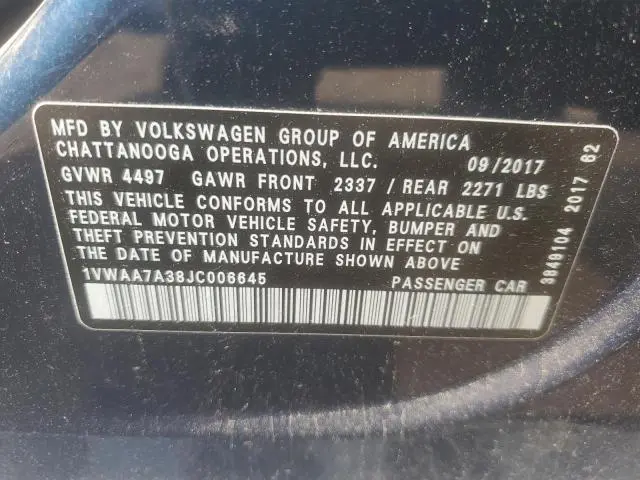 MFD BY VOLKSWAGEN GROUP OF AMERICA
CHATTANOOGA OPERATIONS, LLC. 09/2017
GVWR 4497 GAWR FRONT 2337 / REAR 2271 LBS
THIS VEHICLE CONFORMS TO ALL APPLICABLE U.S.
FEDERAL MOTOR VEHICLE SAFETY, BUMPER AND
THEFT PREVENTION STANDARDS IN EFFECT ON
THE DATE OF MANUFACTURE SHOWN ABOVE
1VWAA7A38JC006645 PASSENGER CAR
3849104 2017 62